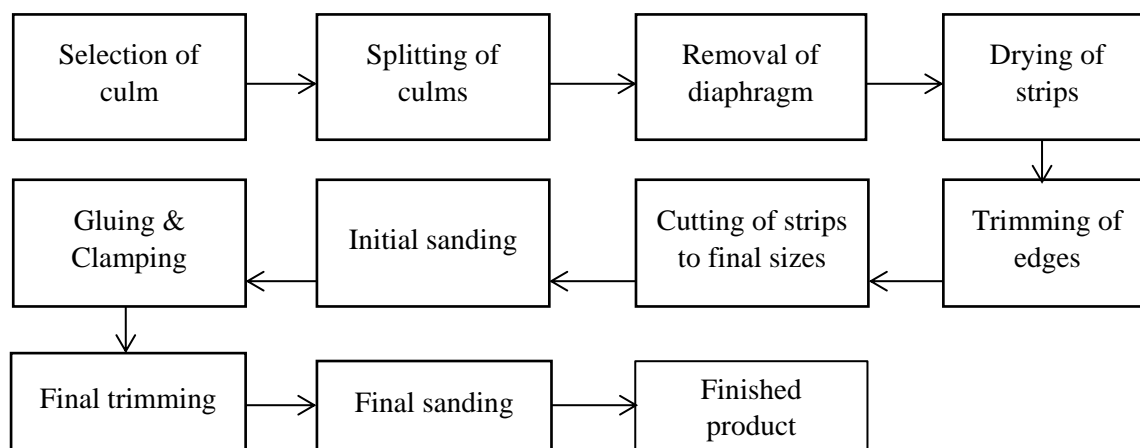 Selection of
culm
Splitting of
culms
Removal of
diaphragm
Drying of
strips
Trimming of
edges
Cutting of strips
to final sizes
Initial sanding
Gluing &
Clamping
Final trimming
Final sanding
Finished
product